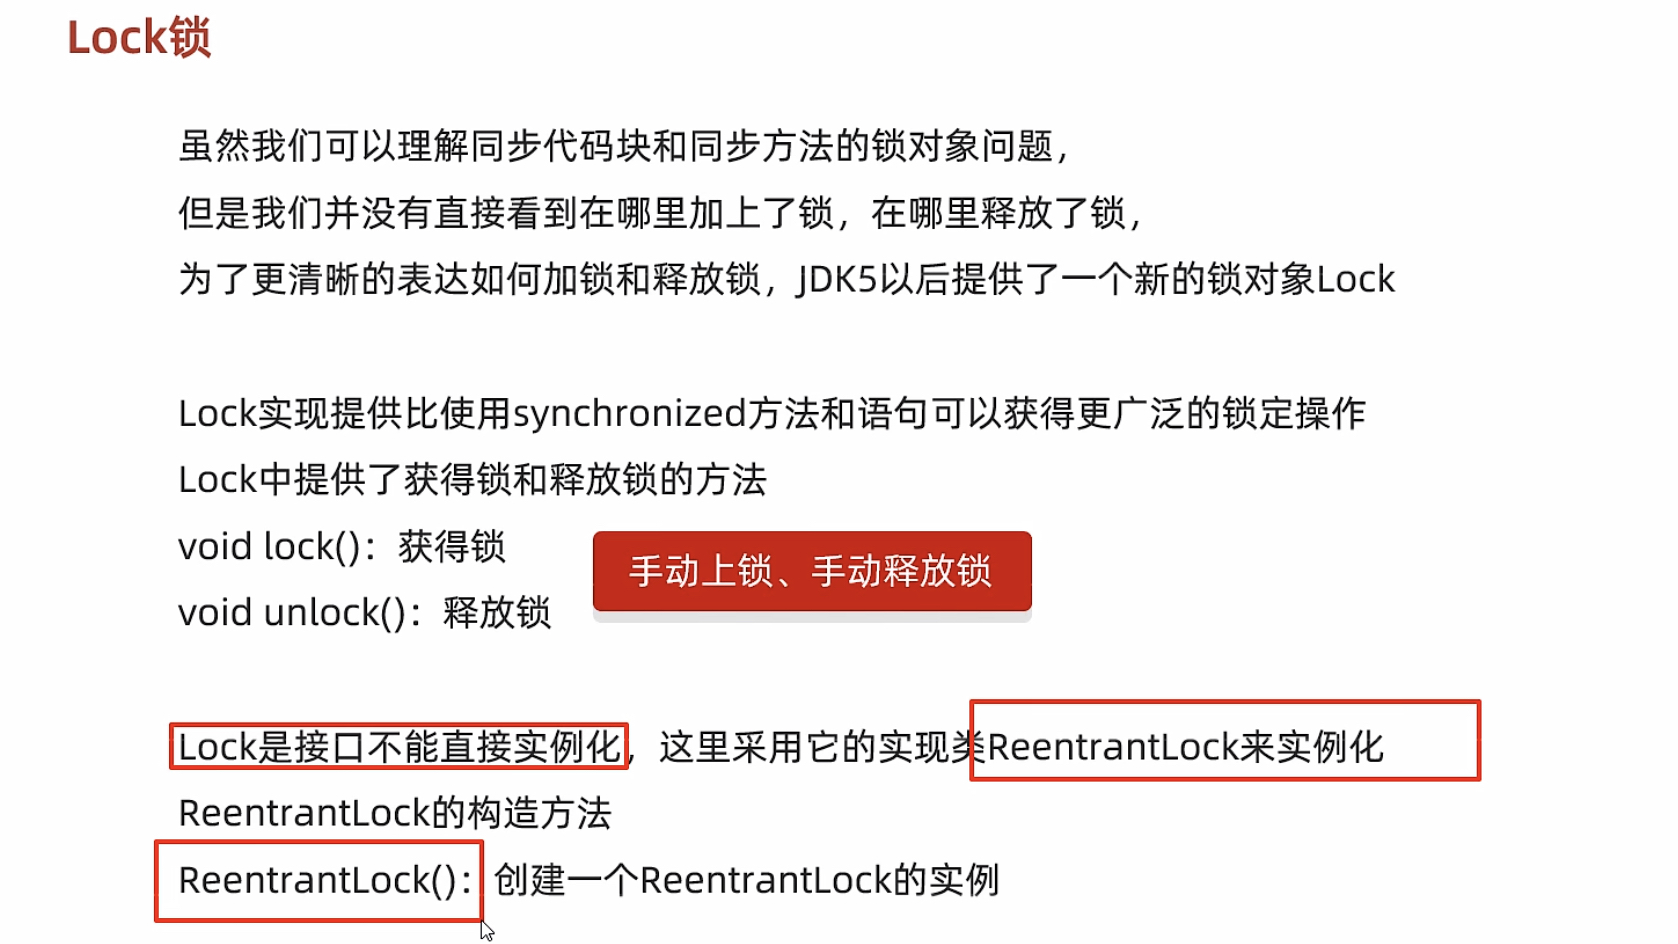 Lock锁
虽然我们可以理解同步代码块和同步方法的锁对象问题，
但是我们并没有直接看到在哪里加上了锁，在哪里释放了锁，
为了更清晰的表达如何加锁和释放锁，JDK5以后提供了一个新的锁对象Lock
Lock实现提供比使用synchronized方法和语句可以获得更广泛的锁定操作
Lock中提供了获得锁和释放锁的方法
void lock()：获得锁
手动上锁、手动释放锁
void unlock()：释放锁
Lock是接口不能直接实例化，这里采用它的实现类ReentrantLock来实例化
ReentrantLock的构造方法
ReentrantLock()：创建一个ReentrantLock的实例